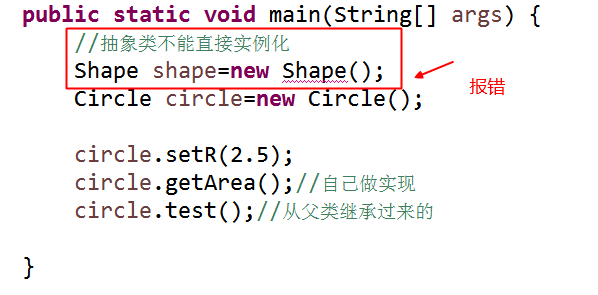 public static void main(String[] args) {
//抽象类不能直接实例化
Shape shape=new Shape();
报错
Circle circle=new Circle();
circle.setR(2.5);
circle.getArea();//自己做实现
circle.test();//从父类继承过来的
}